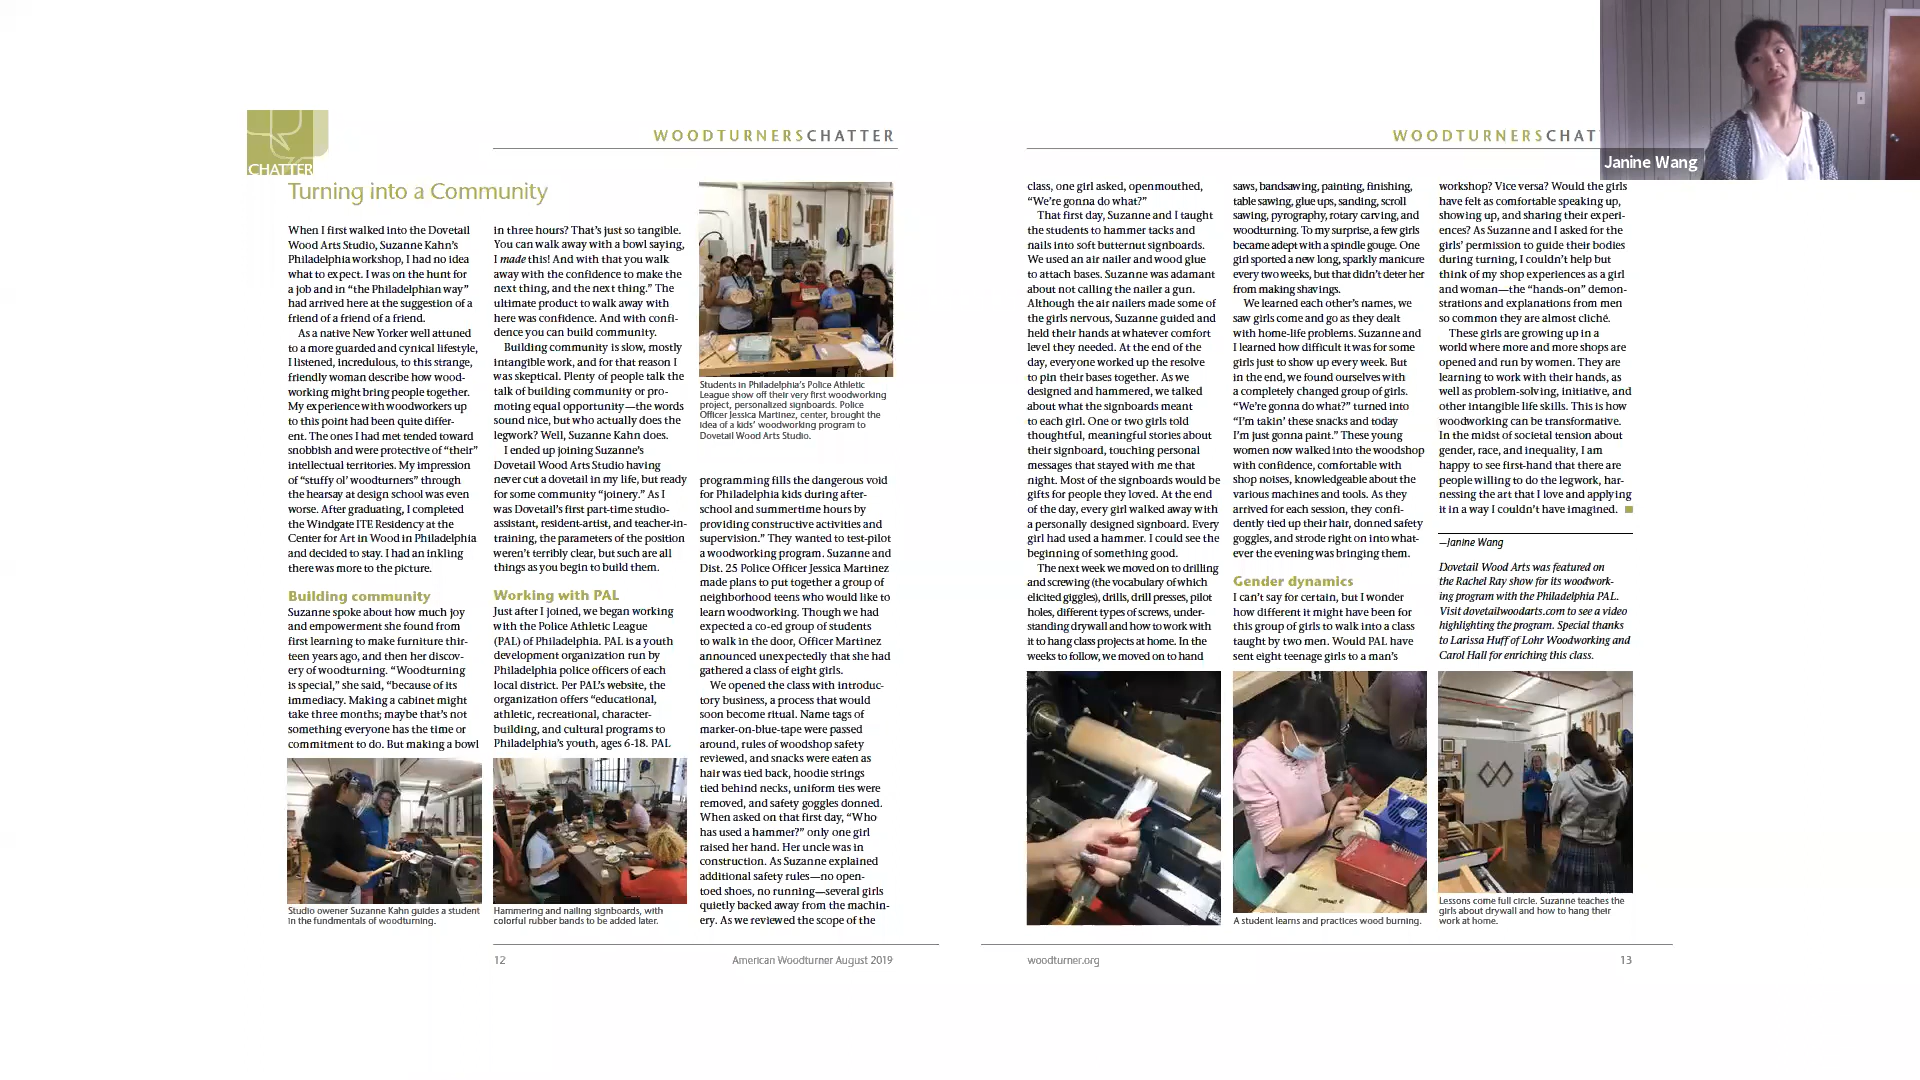 CHATTER
WOODTURNERSCHATTER
Turning into a Community
When I first walked into the Dovetail
Wood Arts Studio, Suzanne Kahn's
Philadelphia workshop, I had no idea
what to expect. I was on the hunt for
a job and in “the Philadelphian way”
had arrived here at the suggestion of a
friend of a friend of a friend.
As a native New Yorker well attuned
to a more guarded and cynical lifestyle,
I listened, incredulous, to this strange,
friendly woman describe how wood-
working might bring people together.
My experience with woodworkers up
to this point had been quite differ-
ent. The ones I had met tended toward
snobbish and were protective of “their”
intellectual territories. My impression
of “stuffy ol' woodturners” through
the hearsay at design school was even
worse. After graduating, I completed
the Windgate ITE Residency at the
Center for Art in Wood in Philadelphia
and decided to stay. I had an inkling
there was more to the picture.
Building community
Suzanne spoke about how much joy
and empowerment she found from
first learning to make furniture thir-
teen years ago, and then her discov-
ery of woodturning. “Woodturning
is special,” she said, “because of its
immediacy. Making a cabinet might
take three months; maybe that's not
something everyone has the time or
commitment to do. But making a bowl
Studio owener Suzanne Kahn guides a student
in the fundmentals of woodturning.
in three hours? That's just so tangible.
You can walk away with a bowl saying,
I made this! And with that you walk
away with the confidence to make the
next thing, and the next thing.” The
ultimate product to walk away with
here was confidence. And with confi-
dence you can build community.
Building community is slow, mostly
intangible work, and for that reason I
was skeptical. Plenty of people talk the
talk of building community or pro-
moting equal opportunity—the words
sound nice, but who actually does the
legwork? Well, Suzanne Kahn does.
I ended up joining Suzanne's
Dovetail Wood Arts Studio having
never cut a dovetail in my life, but ready
for some community “joinery.” As I
was Dovetail's first part-time studio-
assistant, resident-artist, and teacher-in-
training, the parameters of the position
weren't terribly clear, but such are all
things as you begin to build them.
Working with PAL
Just after I joined, we began working
with the Police Athletic League
(PAL) of Philadelphia. PAL is a youth
development organization run by
Philadelphia police officers of each
local district. Per PAL's website, the
organization offers “educational,
athletic, recreational, character-
building, and cultural programs to
Philadelphia's youth, ages 6-18. PAL
Hammering and nailing signboards, with
colorful rubber bands to be added later.
Students in Philadelphia's Police Athletic
League show off their very first woodworking
project, personalized signboards. Police
Officer Jessica Martinez, center, brought the
idea of a kids' woodworking program to
Dovetail Wood Arts Studio.
programming fills the dangerous void
for Philadelphia kids during after-
school and summertime hours by
providing constructive activities and
supervision.” They wanted to test-pilot
a woodworking program. Suzanne and
Dist. 25 Police Officer Jessica Martinez
made plans to put together a group of
neighborhood teens who would like to
learn woodworking. Though we had
expected a co-ed group of students
to walk in the door, Officer Martinez
announced unexpectedly that she had
gathered a class of eight girls.
We opened the class with introduc-
tory business, a process that would
soon become ritual. Name tags of
marker-on-blue-tape were passed
around, rules of woodshop safety
reviewed, and snacks were eaten as
hair was tied back, hoodie strings
tied behind necks, uniform ties were
removed, and safety goggles donned.
When asked on that first day, “Who
has used a hammer?” only one girl
raised her hand. Her uncle was in
construction. As Suzanne explained
additional safety rules—no open-
toed shoes, no running—several girls
quietly backed away from the machin-
ery. As we reviewed the scope of the
12
American Woodturner August 2019
WOODTURNERSCHAT
class, one girl asked, openmouthed,
“We're gonna do what?”
That first day, Suzanne and I taught
the students to hammer tacks and
nails into soft butternut signboards.
We used an air nailer and wood glue
to attach bases. Suzanne was adamant
about not calling the nailer a gun.
Although the air nailers made some of
the girls nervous, Suzanne guided and
held their hands at whatever comfort
level they needed. At the end of the
day, everyone worked up the resolve
to pin their bases together. As we
designed and hammered, we talked
about what the signboards meant
to each girl. One or two girls told
thoughtful, meaningful stories about
their signboard, touching personal
messages that stayed with me that
night. Most of the signboards would be
gifts for people they loved. At the end
of the day, every girl walked away with
a personally designed signboard. Every
girl had used a hammer. I could see the
beginning of something good.
The next week we moved on to drilling
and screwing (the vocabulary of which
elicited giggles), drills, drill presses, pilot
holes, different types of screws, under-
standing drywall and how to work with
it to hang class projects at home. In the
weeks to follow, we moved on to hand
saws, bandsawing, painting, finishing,
table sawing, glue ups, sanding, scroll
sawing, pyrography, rotary carving, and
woodturning. To my surprise, a few girls
became adept with a spindle gouge. One
girl sported a new long, sparkly manicure
every two weeks, but that didn't deter her
from making shavings.
We learned each other's names, we
saw girls come and go as they dealt
with home-life problems. Suzanne and
I learned how difficult it was for some
girls just to show up every week. But
in the end, we found ourselves with
a completely changed group of girls.
“We're gonna do what?” turned into
“I'm takin' these snacks and today
I'm just gonna paint.” These young
women now walked into the woodshop
with confidence, comfortable with
shop noises, knowledgeable about the
various machines and tools. As they
arrived for each session, they confi-
dently tied up their hair, donned safety
goggles, and strode right on into what-
ever the evening was bringing them.
Gender dynamics
I can't say for certain, but I wonder
how different it might have been for
this group of girls to walk into a class
taught by two men. Would PAL have
sent eight teenage girls to a man's
A student learns and practices wood burning.
workshop? Vice versa? Would the girls
have felt as comfortable speaking up,
showing up, and sharing their experi-
ences? As Suzanne and I asked for the
girls' permission to guide their bodies
during turning, I couldn't help but
think of my shop experiences as a girl
and woman—the “hands-on” demon-
strations and explanations from men
so common they are almost cliché.
These girls are growing up in a
world where more and more shops are
opened and run by women. They are
learning to work with their hands, as
well as problem-solving, initiative, and
other intangible life skills. This is how
woodworking can be transformative.
In the midst of societal tension about
gender, race, and inequality, I am
happy to see first-hand that there are
people willing to do the legwork, har-
nessing the art that I love and applying
it in a way I couldn't have imagined.
—Janine Wang
Dovetail Wood Arts was featured on
the Rachel Ray show for its woodwork-
ing program with the Philadelphia PAL.
Visit dovetailwoodarts.com to see a video
highlighting the program. Special thanks
to Larissa Huff of Lohr Woodworking and
Carol Hall for enriching this class.
Lessons come full circle. Suzanne teaches the
girls about drywall and how to hang their
work at home.
woodturner.org
13
Janine Wang